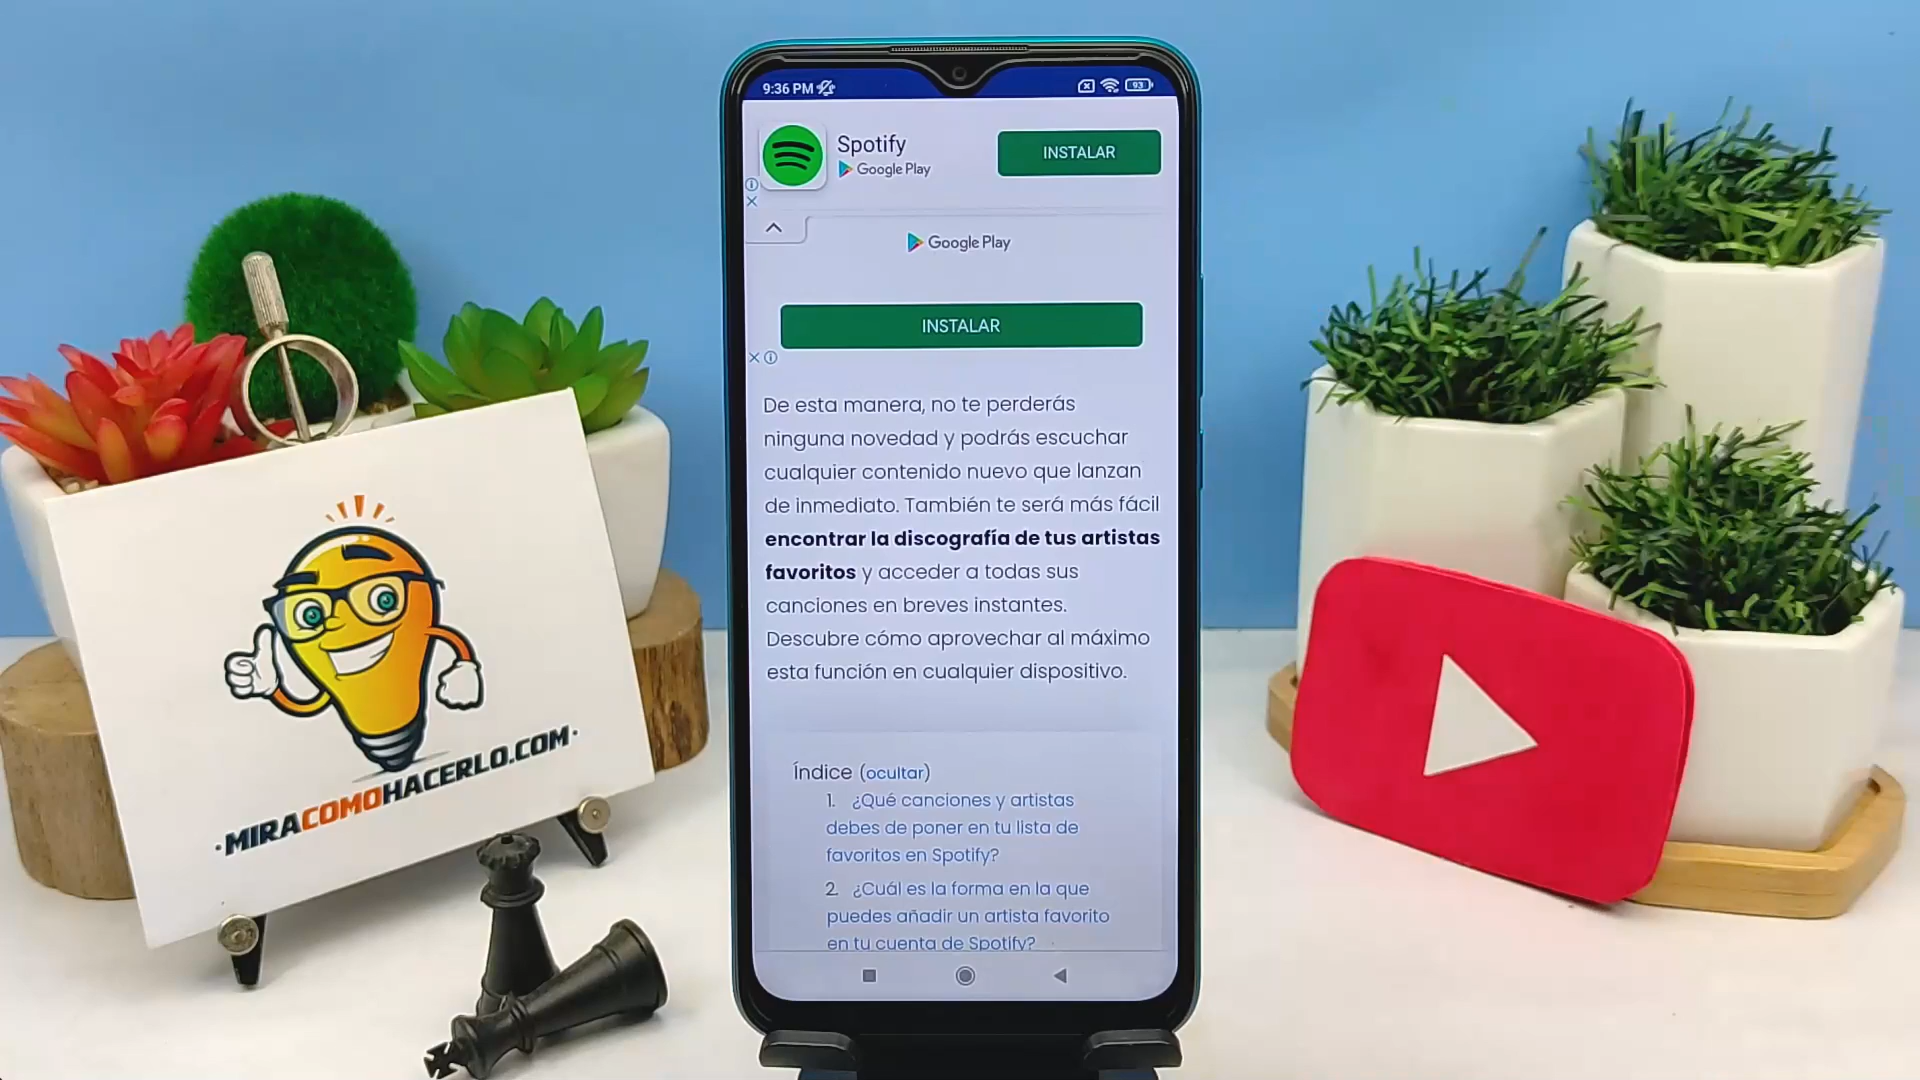 9:36 PM
93
Spotify
Google Play
INSTALAR
Google Play
INSTALAR
De esta manera, no te perderás
ninguna novedad y podrás escuchar
cualquier contenido nuevo que lanzan
de inmediato. También te será más fácil
encontrar la discografía de tus artistas
favoritos y acceder a todas sus
canciones en breves instantes.
Descubre cómo aprovechar al máximo
esta función en cualquier dispositivo.
Índice (ocultar)
1. ¿Qué canciones y artistas
debes de poner en tu lista de
favoritos en Spotify?
2. ¿Cuál es la forma en la que
puedes añadir un artista favorito
en tu cuenta de Spotify?
·MIRACOMOHACERLO.COM·